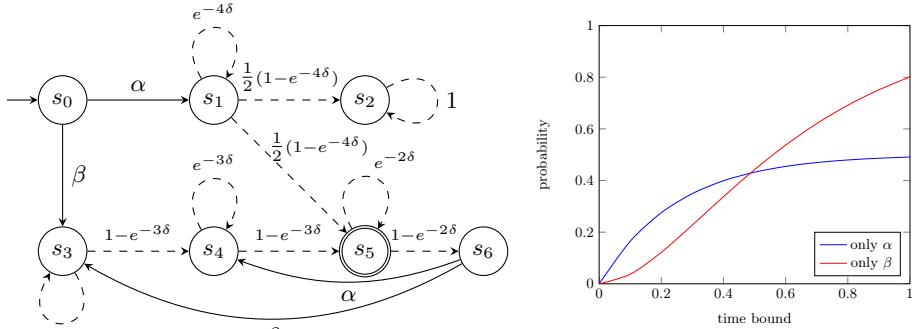 e^{-4δ}
s_0
α
s_1
½(1−e^{-4δ})
s_2
1
½(1−e^{-4δ})
β
e^{-3δ}
e^{-2δ}
s_3
1−e^{-3δ}
s_4
1−e^{-3δ}
s_5
1−e^{-2δ}
s_6
α
1
0.8
0.6
0.4
0.2
0
probability
only α
only β
0
0.2
0.4
0.6
0.8
1
time bound